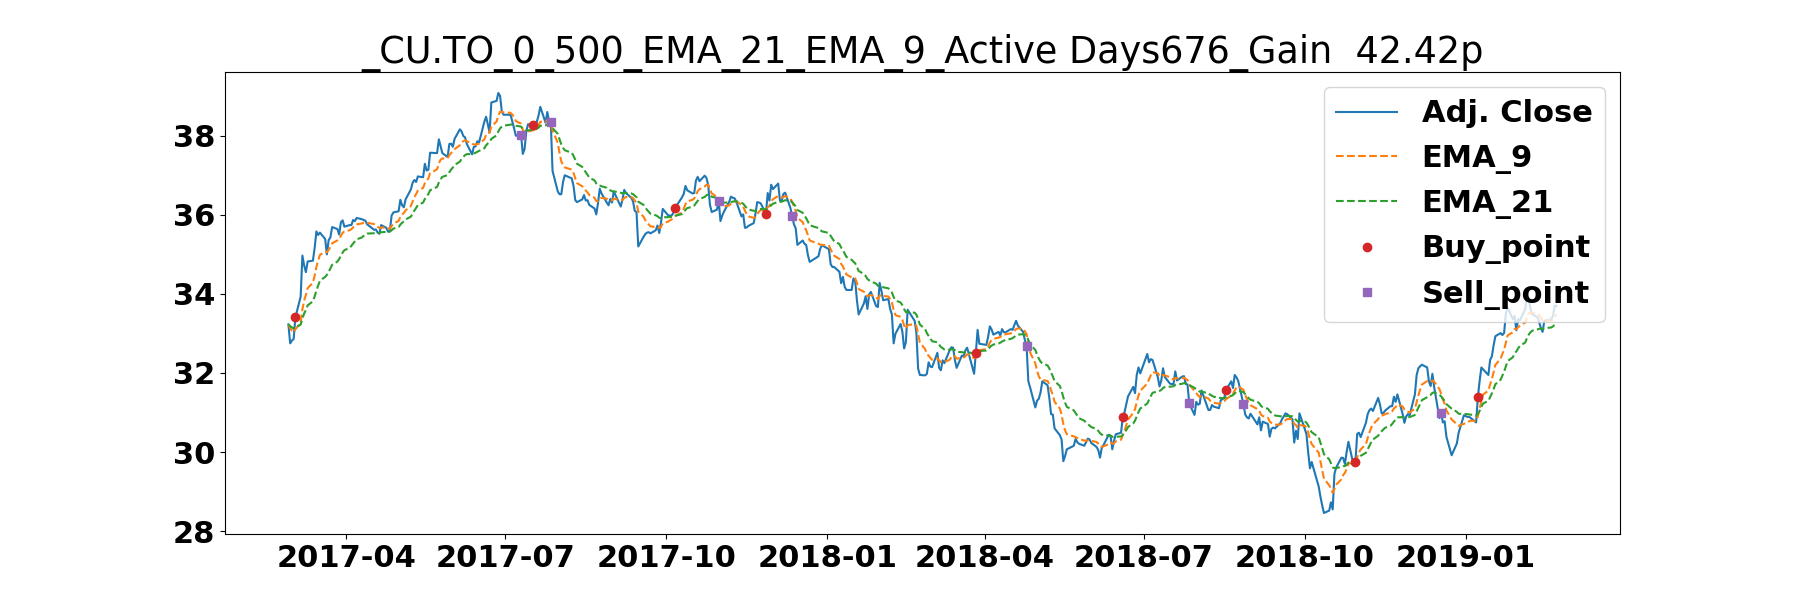 _CU.TO_0_500_EMA_21_EMA_9_Active Days676_Gain  42.42p
Adj. Close
EMA_9
EMA_21
Buy_point
Sell_point
38
36
34
32
30
28
2017-04 2017-07 2017-10 2018-01 2018-04 2018-07 2018-10 2019-01